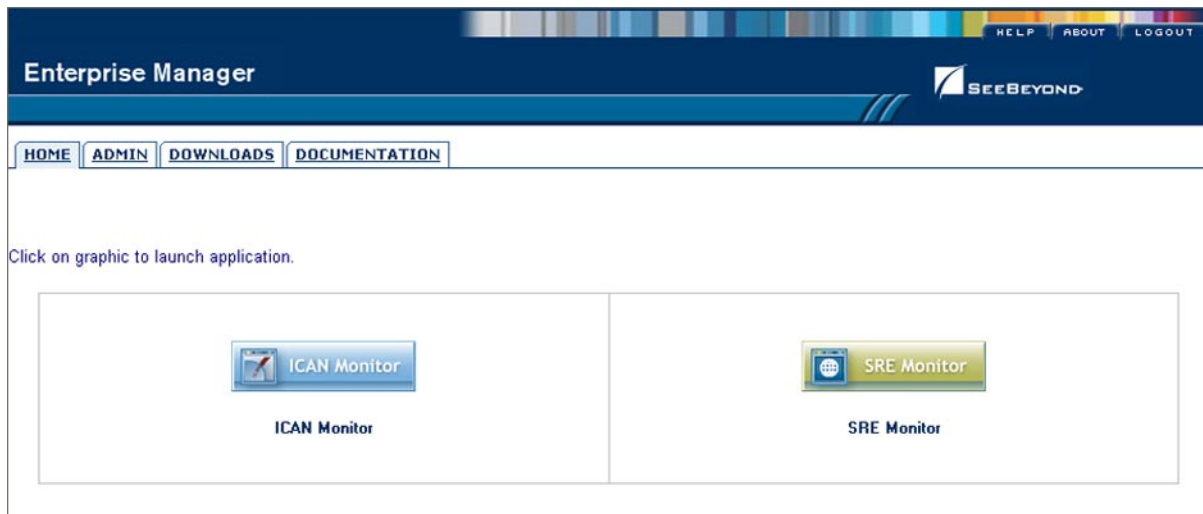 HELP ABOUT LOGOUT
Enterprise Manager
SEEBEYOND
HOME ADMIN DOWNLOADS DOCUMENTATION
Click on graphic to launch application.
ICAN Monitor
SRE Monitor
ICAN Monitor
SRE Monitor